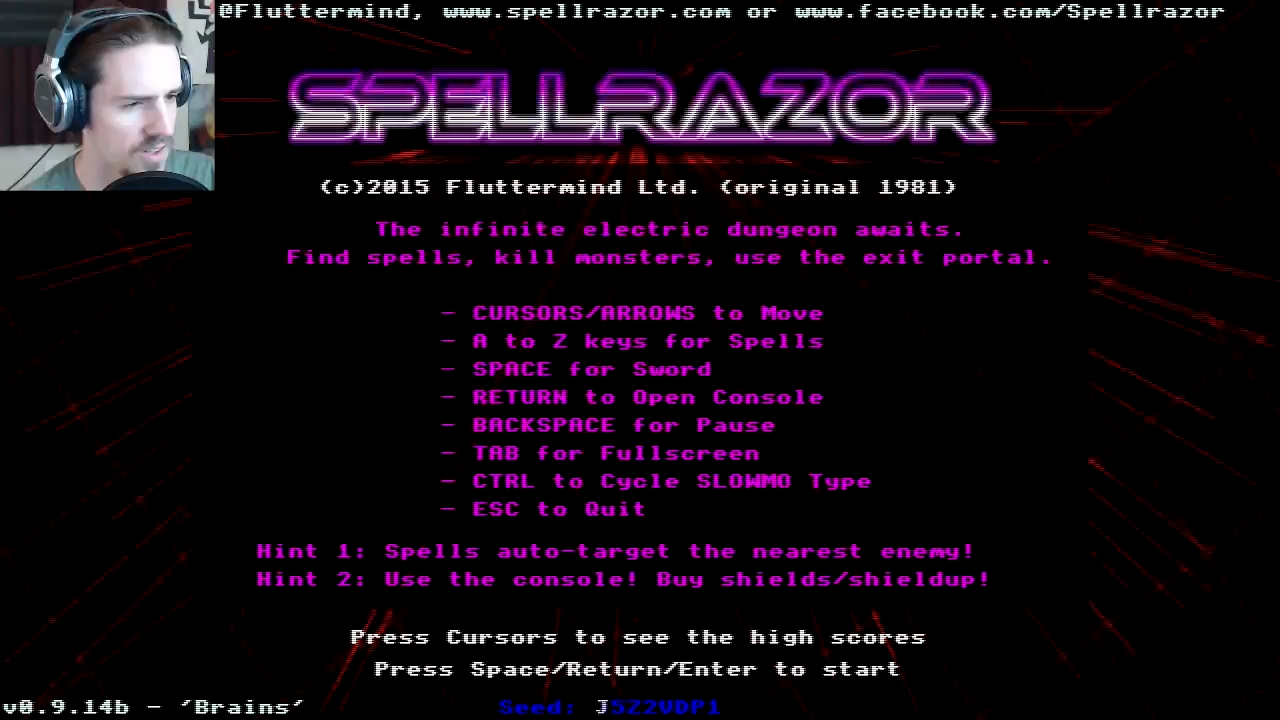 @Fluttermind, www.spellrazor.com or www.facebook.com/Spellrazor
SPELLRAZOR
(c)2015 Fluttermind Ltd. (original 1981)
The infinite electric dungeon awaits.
Find spells, kill monsters, use the exit portal.
- CURSORS/ARROWS to Move
- A to Z keys for Spells
- SPACE for Sword
- RETURN to Open Console
- BACKSPACE for Pause
- TAB for Fullscreen
- CTRL to Cycle SLOWMO Type
- ESC to Quit
Hint 1: Spells auto-target the nearest enemy!
Hint 2: Use the console! Buy shields/shieldup!
Press Cursors to see the high scores
Press Space/Return/Enter to start
v0.9.14b - 'Brains'
Seed: J5Z2VDP1